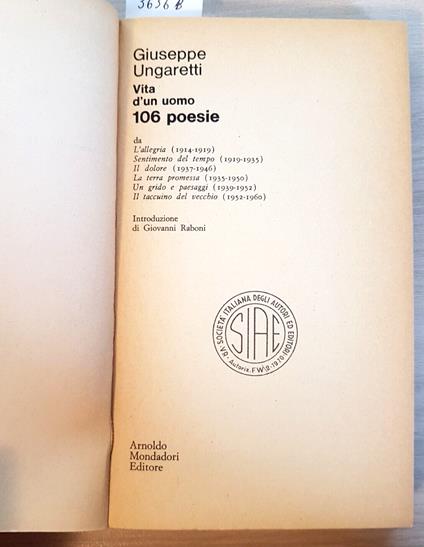 3636 B
Giuseppe
Ungaretti
Vita
d'un uomo
106 poesie
da
L'allegria (1914-1919)
Sentimento del tempo (1919-1935)
Il dolore (1937-1946)
La terra promessa (1935-1950)
Un grido e paesaggi (1939-1952)
Il taccuino del vecchio (1952-1960)
Introduzione
di Giovanni Raboni
SOCIETÀ ITALIANA DEGLI AUTORI ED EDITORI
SIAE
Arnoldo
Mondadori
Editore